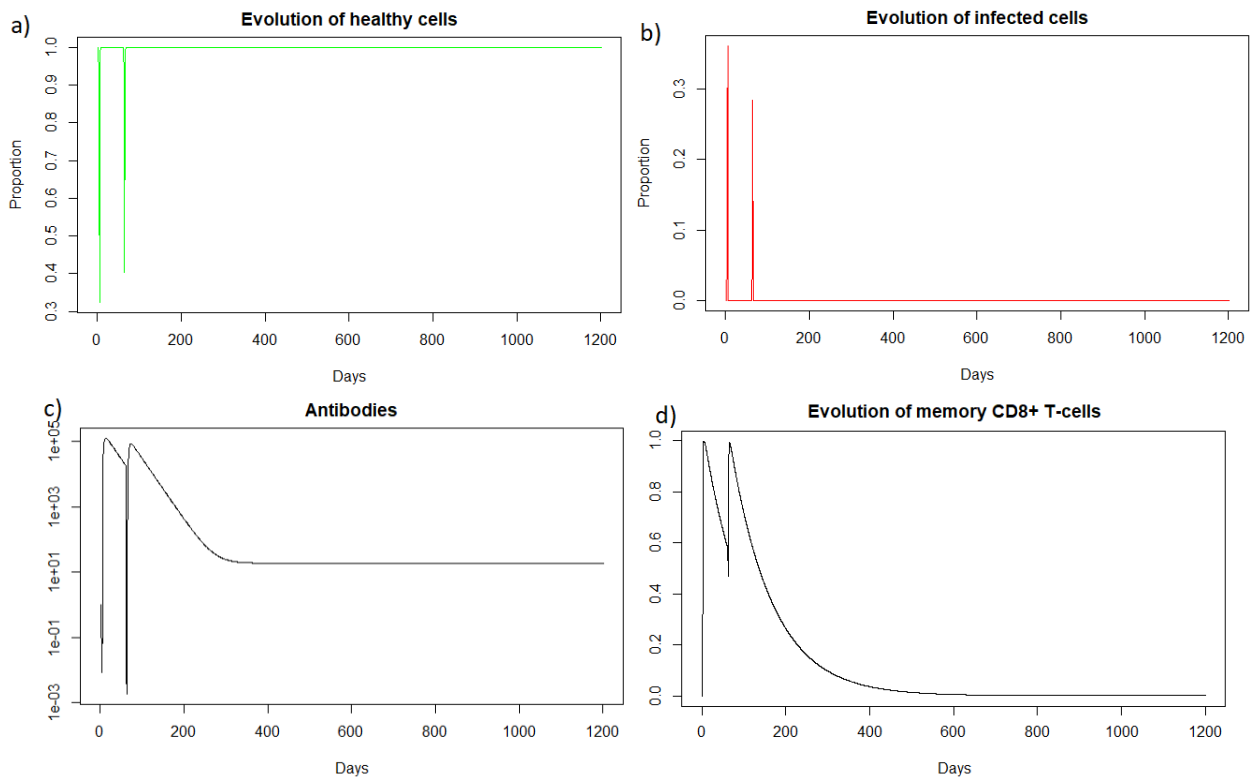 a)
Evolution of healthy cells
Proportion
1.0
0.9
0.8
0.7
0.6
0.5
0.4
0.3
0 200 400 600 800 1000 1200
Days
b)
Evolution of infected cells
Proportion
0.3
0.2
0.1
0.0
0 200 400 600 800 1000 1200
Days
c)
Antibodies
1e+05
1e+03
1e+01
1e-01
1e-03
0 200 400 600 800 1000 1200
Days
d)
Evolution of memory CD8+ T-cells
1.0
0.8
0.6
0.4
0.2
0.0
0 200 400 600 800 1000 1200
Days